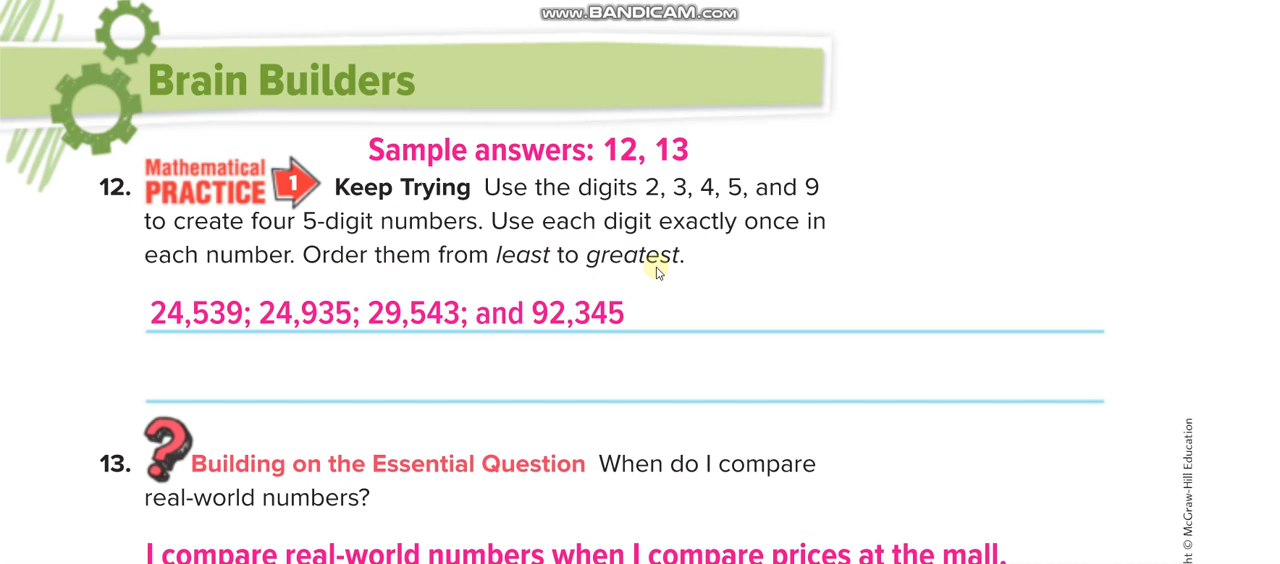 www.BANDICAM.com
Brain Builders
Sample answers: 12, 13
12. Mathematical PRACTICE 1 Keep Trying Use the digits 2, 3, 4, 5, and 9
to create four 5-digit numbers. Use each digit exactly once in
each number. Order them from least to greatest.
24,539; 24,935; 29,543; and 92,345
13. Building on the Essential Question When do I compare
real-world numbers?
I compare real-world numbers when I compare prices at the mall.
ht © McGraw-Hill Education